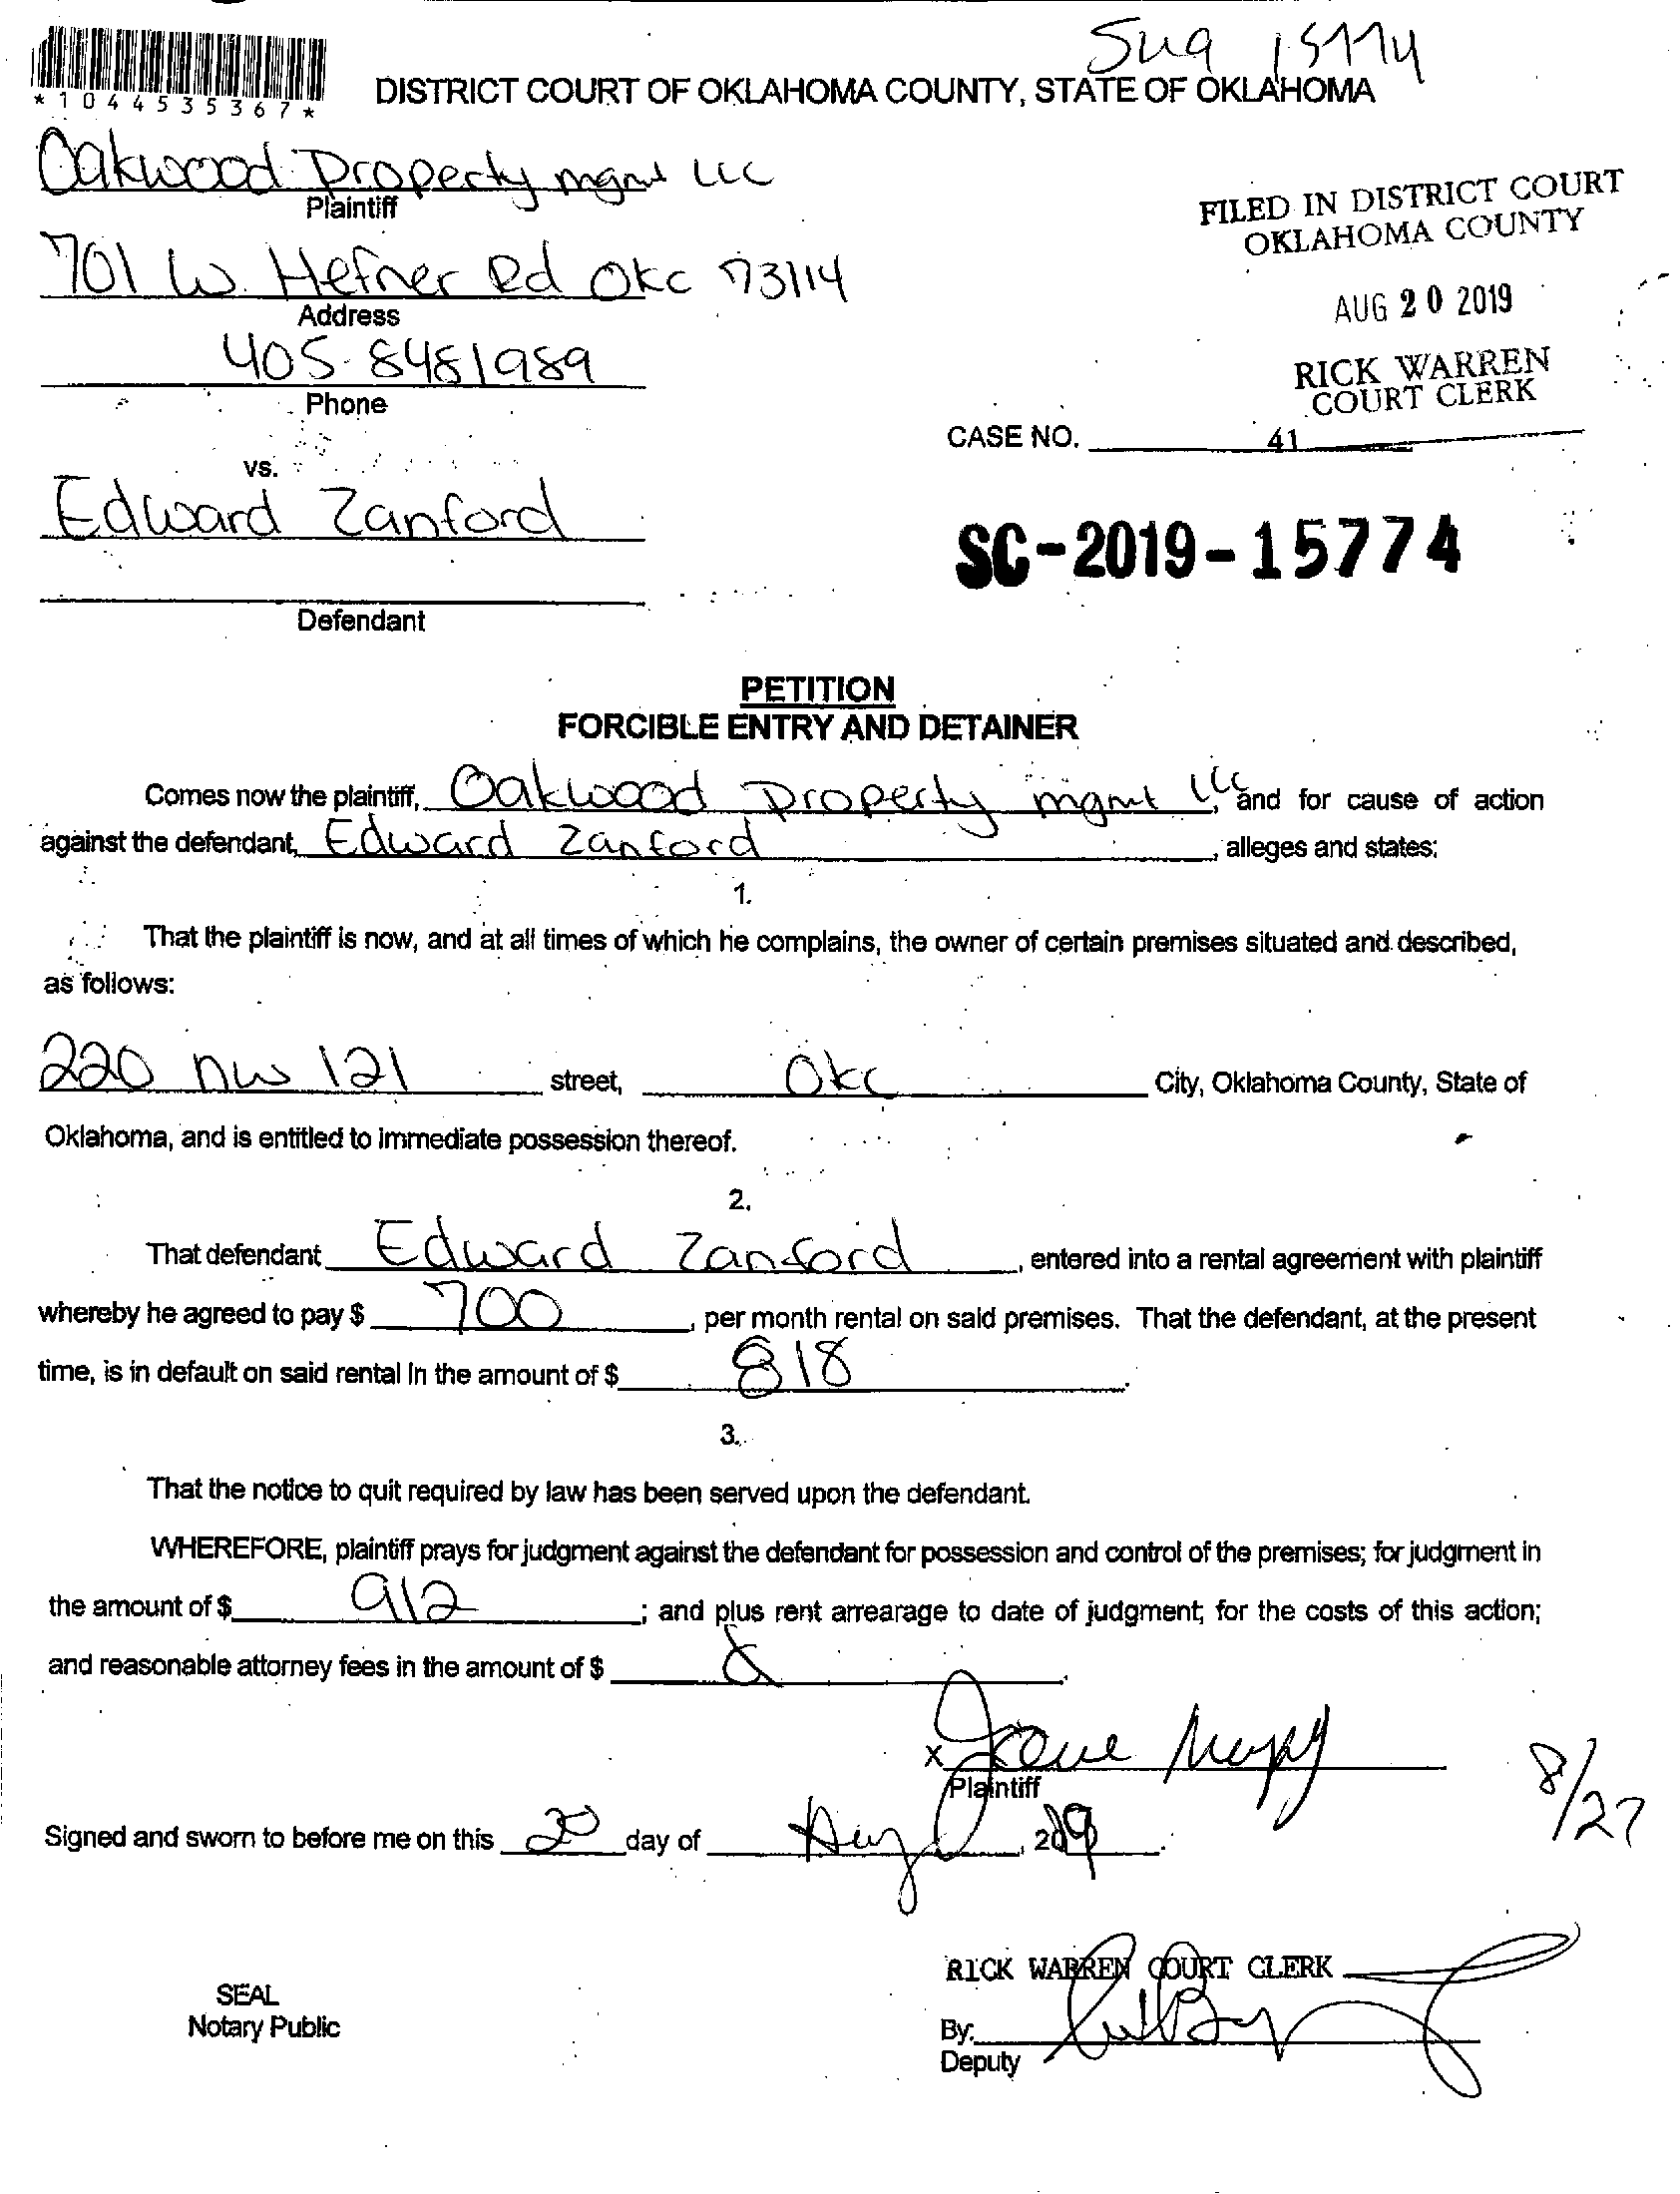 *1044535367*
DISTRICT COURT OF OKLAHOMA COUNTY, STATE OF OKLAHOMA
Oakwood Property mgmt LLC
Plaintiff
701 W. Hefner Rd OKC 73114
Address
405-8481989
Phone
vs.
Edward Zanford
Defendant
FILED IN DISTRICT COURT
OKLAHOMA COUNTY
AUG 20 2019
RICK WARREN
COURT CLERK
CASE NO. 41
SC-2019-15774
PETITION
FORCIBLE ENTRY AND DETAINER
Comes now the plaintiff, Oakwood Property mgmt LLC, and for cause of action
against the defendant, Edward Zanford, alleges and states:
1.
That the plaintiff is now, and at all times of which he complains, the owner of certain premises situated and described,
as follows:
220 NW 121 street, OKC City, Oklahoma County, State of
Oklahoma, and is entitled to immediate possession thereof.
2.
That defendant Edward Zanford, entered into a rental agreement with plaintiff
whereby he agreed to pay $ 700, per month rental on said premises. That the defendant, at the present
time, is in default on said rental in the amount of $ 818.
3.
That the notice to quit required by law has been served upon the defendant.
WHEREFORE, plaintiff prays for judgment against the defendant for possession and control of the premises; for judgment in
the amount of $ 912; and plus rent arrearage to date of judgment; for the costs of this action;
and reasonable attorney fees in the amount of $
x
Plaintiff
8/27
Signed and sworn to before me on this 20 day of Aug, 2019.
SEAL
Notary Public
RICK WARREN COURT CLERK
By:
Deputy